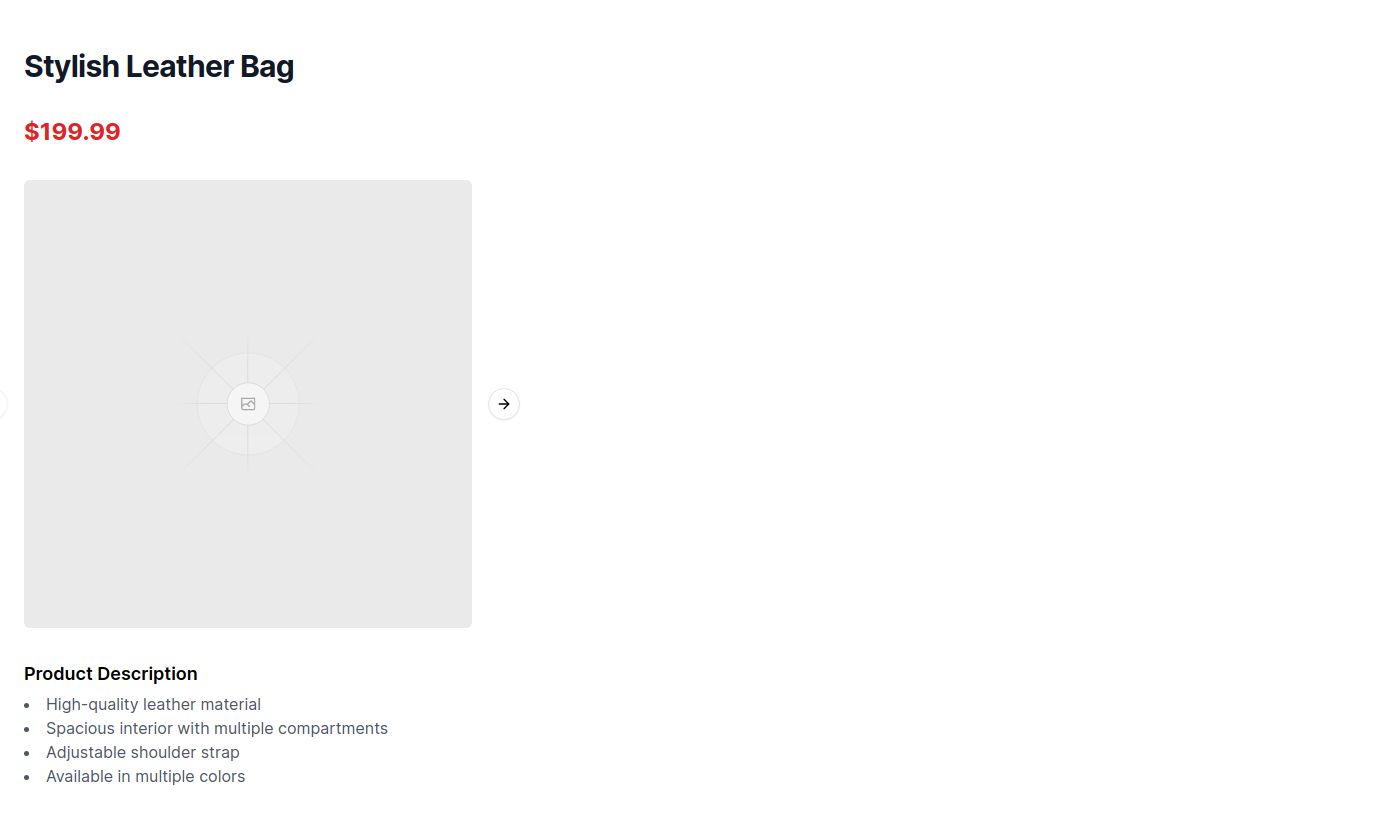 Stylish Leather Bag
$199.99
Product Description
High-quality leather material
Spacious interior with multiple compartments
Adjustable shoulder strap
Available in multiple colors